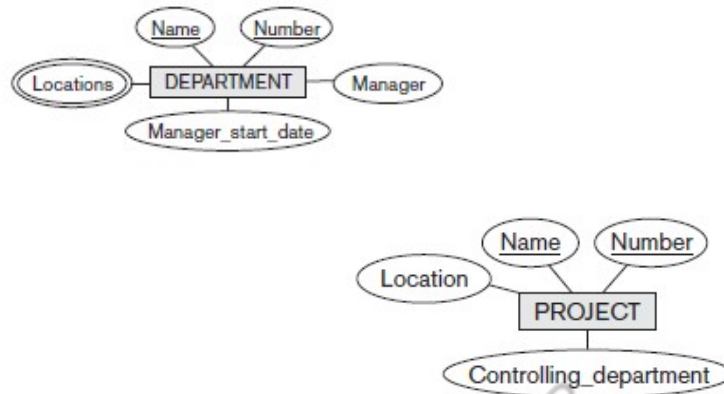 Name Number
Locations DEPARTMENT Manager
Manager_start_date
Name Number
Location
PROJECT
Controlling_department